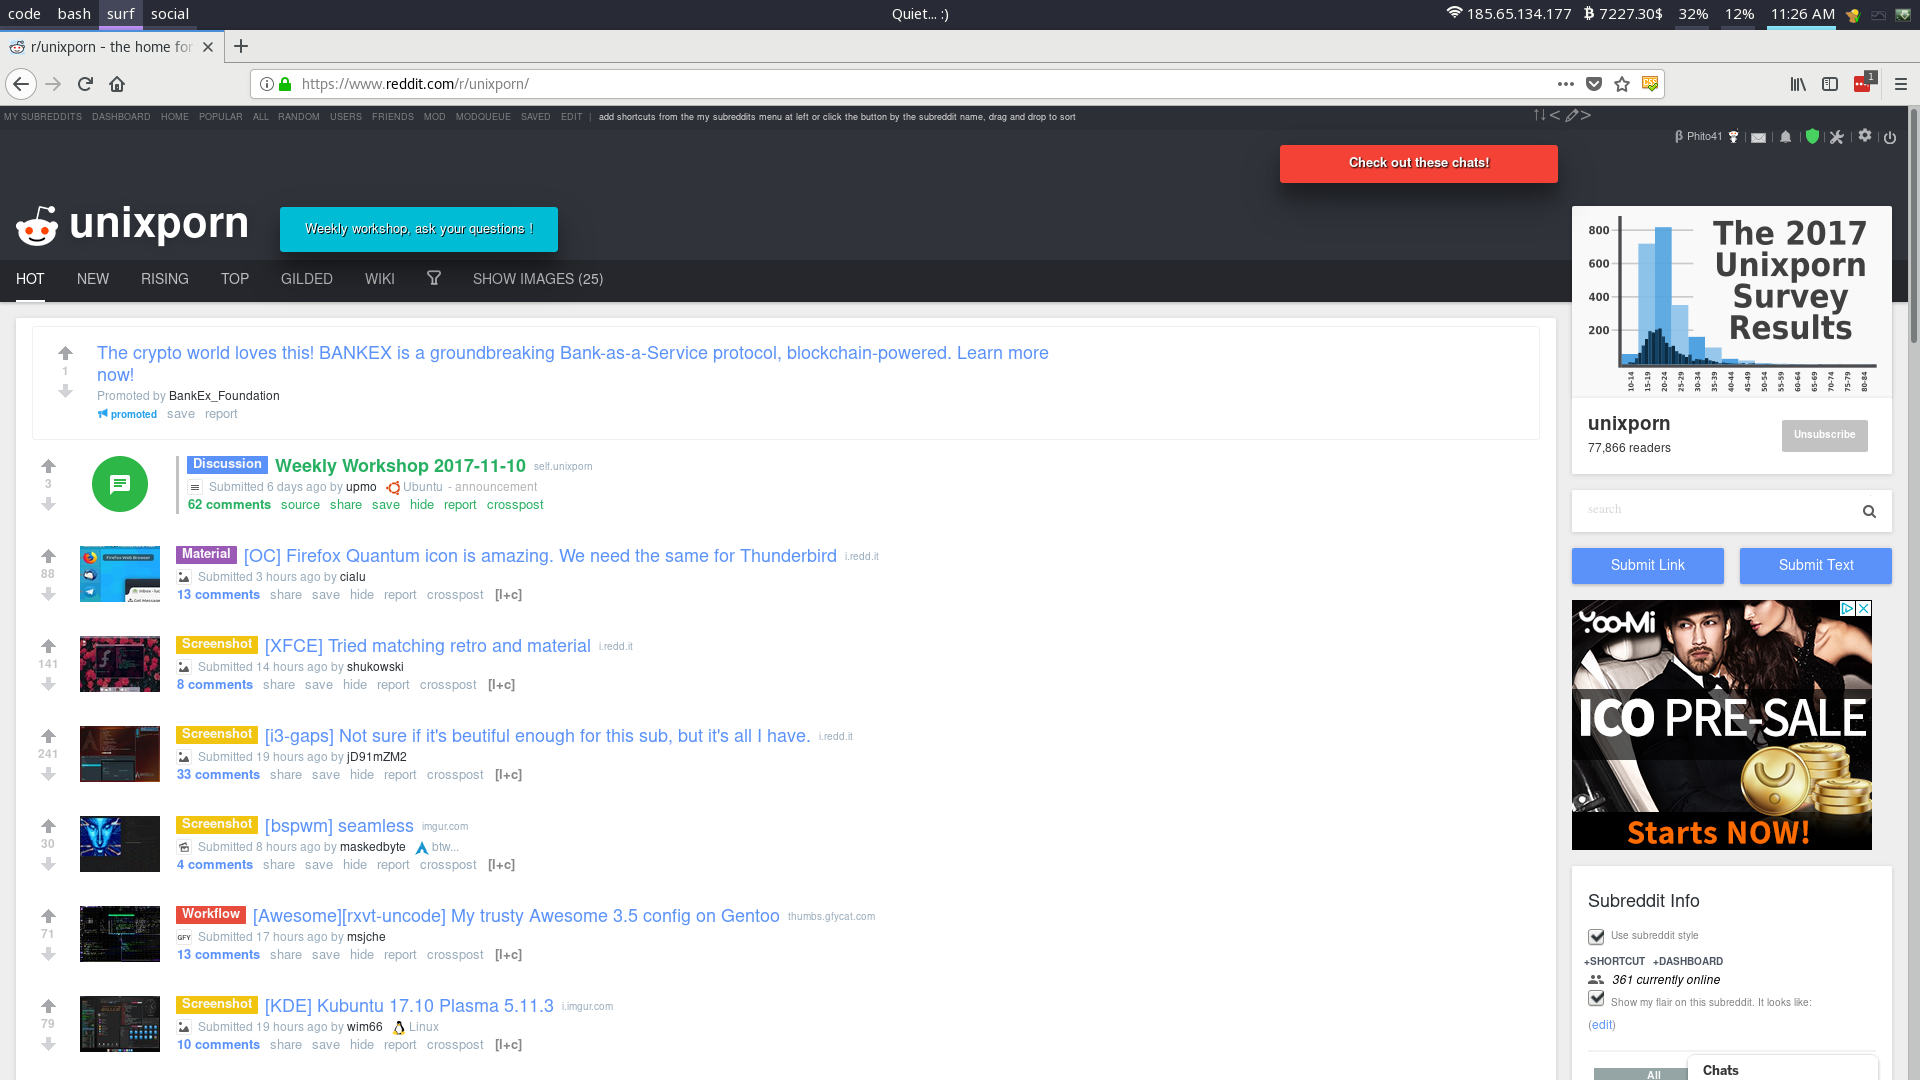 code bash surf social
Quiet... :)
185.65.134.177 7227.30$ 32% 12% 11:26 AM
r/unixporn - the home for
https://www.reddit.com/r/unixporn/
1
MY SUBREDDITS DASHBOARD HOME POPULAR ALL RANDOM USERS FRIENDS MOD MODQUEUE SAVED EDIT | add shortcuts from the my subreddits menu at left or click the button by the subreddit name, drag and drop to sort
β Phito41
Check out these chats!
unixporn
Weekly workshop, ask your questions !
HOT NEW RISING TOP GILDED WIKI SHOW IMAGES (25)
The crypto world loves this! BANKEX is a groundbreaking Bank-as-a-Service protocol, blockchain-powered. Learn more
now!
1
Promoted by BankEx_Foundation
promoted save report
Discussion Weekly Workshop 2017-11-10 self.unixporn
3
Submitted 6 days ago by upmo Ubuntu - announcement
62 comments source share save hide report crosspost
Material [OC] Firefox Quantum icon is amazing. We need the same for Thunderbird i.redd.it
88
Firefox Web Browser
Submitted 3 hours ago by cialu
13 comments share save hide report crosspost [l+c]
Screenshot [XFCE] Tried matching retro and material i.redd.it
141
Submitted 14 hours ago by shukowski
8 comments share save hide report crosspost [l+c]
Screenshot [i3-gaps] Not sure if it's beutiful enough for this sub, but it's all I have. i.redd.it
241
Submitted 19 hours ago by jD91mZM2
33 comments share save hide report crosspost [l+c]
Screenshot [bspwm] seamless imgur.com
30
Submitted 8 hours ago by maskedbyte btw...
4 comments share save hide report crosspost [l+c]
Workflow [Awesome][rxvt-uncode] My trusty Awesome 3.5 config on Gentoo thumbs.gfycat.com
71
GFY Submitted 17 hours ago by msjche
13 comments share save hide report crosspost [l+c]
Screenshot [KDE] Kubuntu 17.10 Plasma 5.11.3 i.imgur.com
79
Submitted 19 hours ago by wim66 Linux
10 comments share save hide report crosspost [l+c]
The 2017
Unixporn
Survey
Results
800
600
400
200
10-14 15-19 20-24 25-29 30-34 35-39 40-44 45-49 50-54 55-59 60-64 65-69 70-74 75-79 80-84
unixporn
77,866 readers
Unsubscribe
search
Submit Link Submit Text
Yoo-Mi
ICO PRE-SALE
Starts NOW!
Subreddit Info
Use subreddit style
+SHORTCUT +DASHBOARD
361 currently online
Show my flair on this subreddit. It looks like:
(edit)
All
Chats